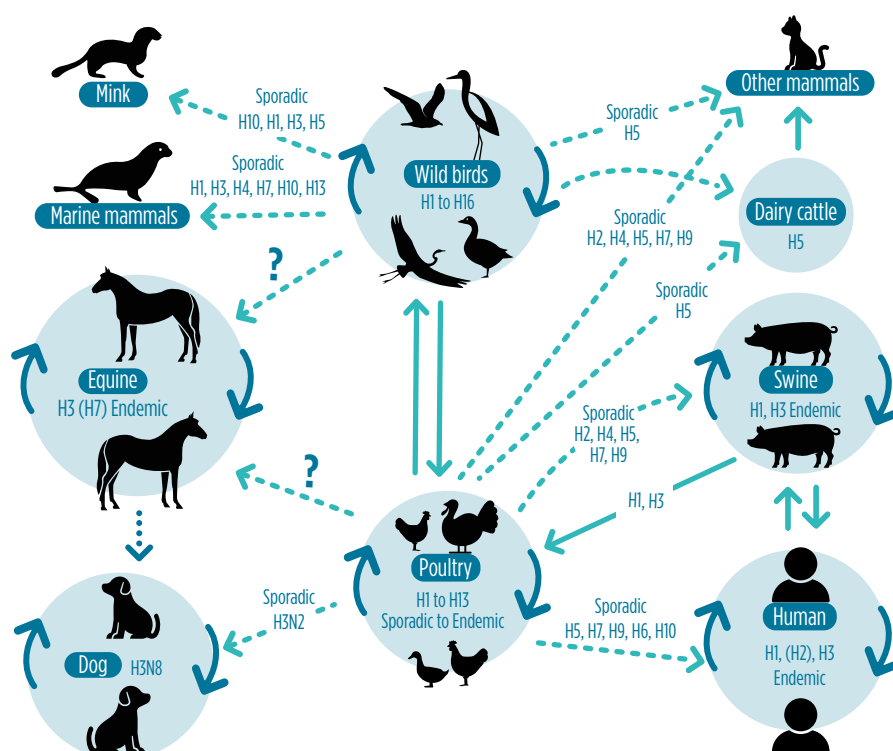 Mink
Sporadic
H10, H1, H3, H5
Sporadic
H1, H3, H4, H7, H10, H13
Marine mammals
Wild birds
H1 to H16
Sporadic
H5
Other mammals
Dairy cattle
H5
Sporadic
H2, H4, H5, H7, H9
Sporadic
H5
?
Equine
H3 (H7) Endemic
?
Swine
H1, H3 Endemic
Sporadic
H2, H4, H5,
H7, H9
H1, H3
Poultry
H1 to H13
Sporadic to Endemic
Sporadic
H3N2
Dog
H3N8
Sporadic
H5, H7, H9, H6, H10
Human
H1, (H2), H3
Endemic